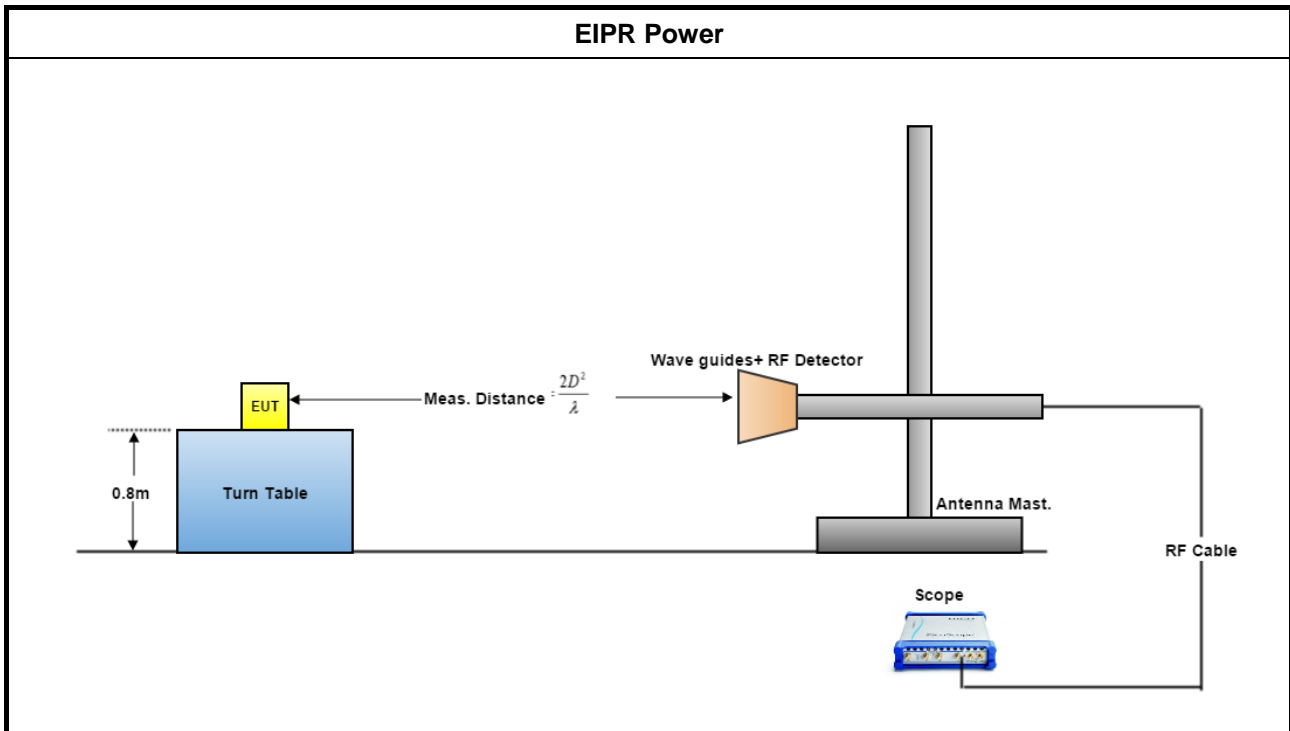 EIPR Power
Wave guides+ RF Detector
EUT
Meas. Distance = 2D²/λ
0.8m
Turn Table
Antenna Mast.
RF Cable
Scope